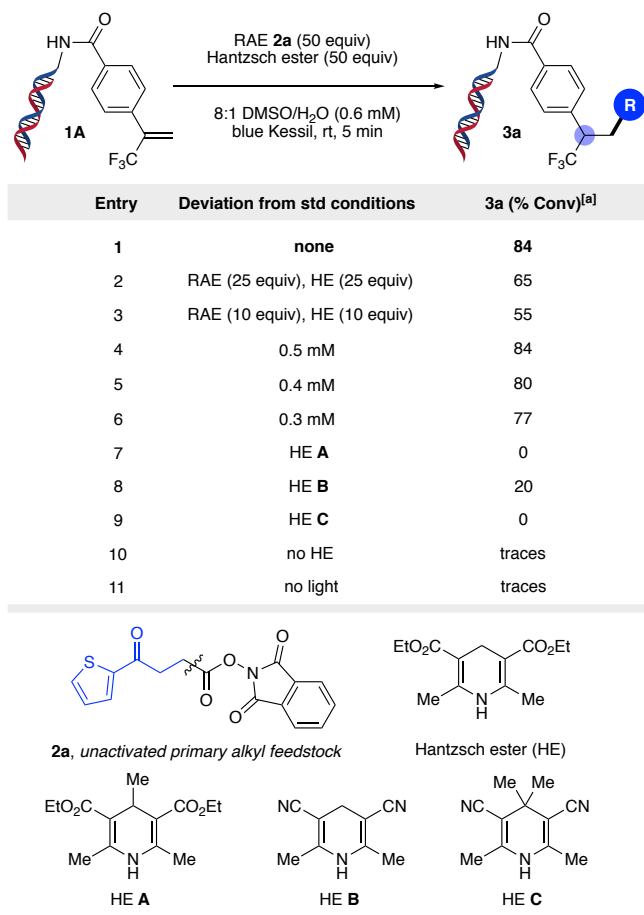 O
NH
1A
F3C
RAE 2a (50 equiv)
Hantzsch ester (50 equiv)
8:1 DMSO/H2O (0.6 mM)
blue Kessil, rt, 5 min
O
NH
3a
F3C
R
Entry Deviation from std conditions 3a (% Conv)[a]
1 none 84
2 RAE (25 equiv), HE (25 equiv) 65
3 RAE (10 equiv), HE (10 equiv) 55
4 0.5 mM 84
5 0.4 mM 80
6 0.3 mM 77
7 HE A 0
8 HE B 20
9 HE C 0
10 no HE traces
11 no light traces
O
S
O
O
N
O
O
2a, unactivated primary alkyl feedstock
EtO2C CO2Et
Me N Me
H
Hantzsch ester (HE)
Me
EtO2C CO2Et
Me N Me
H
HE A
NC CN
Me N Me
H
HE B
Me Me
NC CN
Me N Me
H
HE C